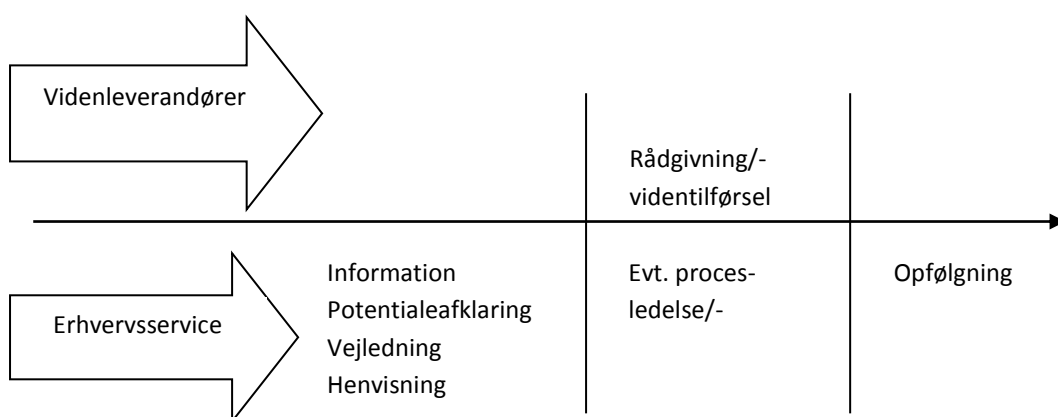 Videnleverandører
Rådgivning/-
videntilførsel
Erhvervsservice
Information
Potentialeafklaring
Vejledning
Henvisning
Evt. proces-
ledelse/-
Opfølgning